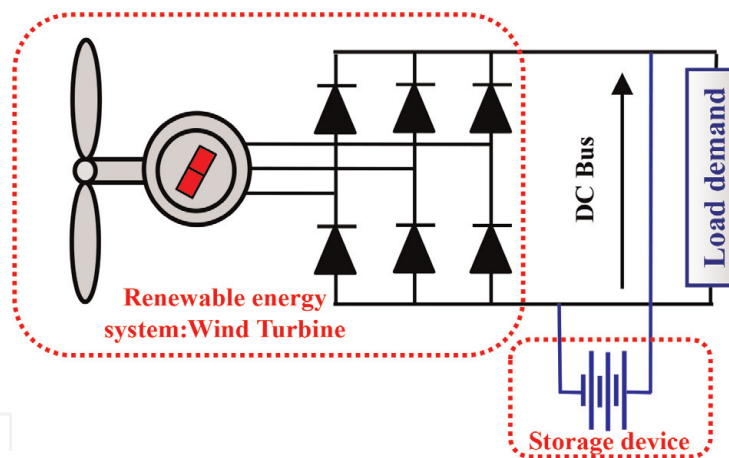 Renewable energy
system:Wind Turbine
DC Bus
Load demand
Storage device